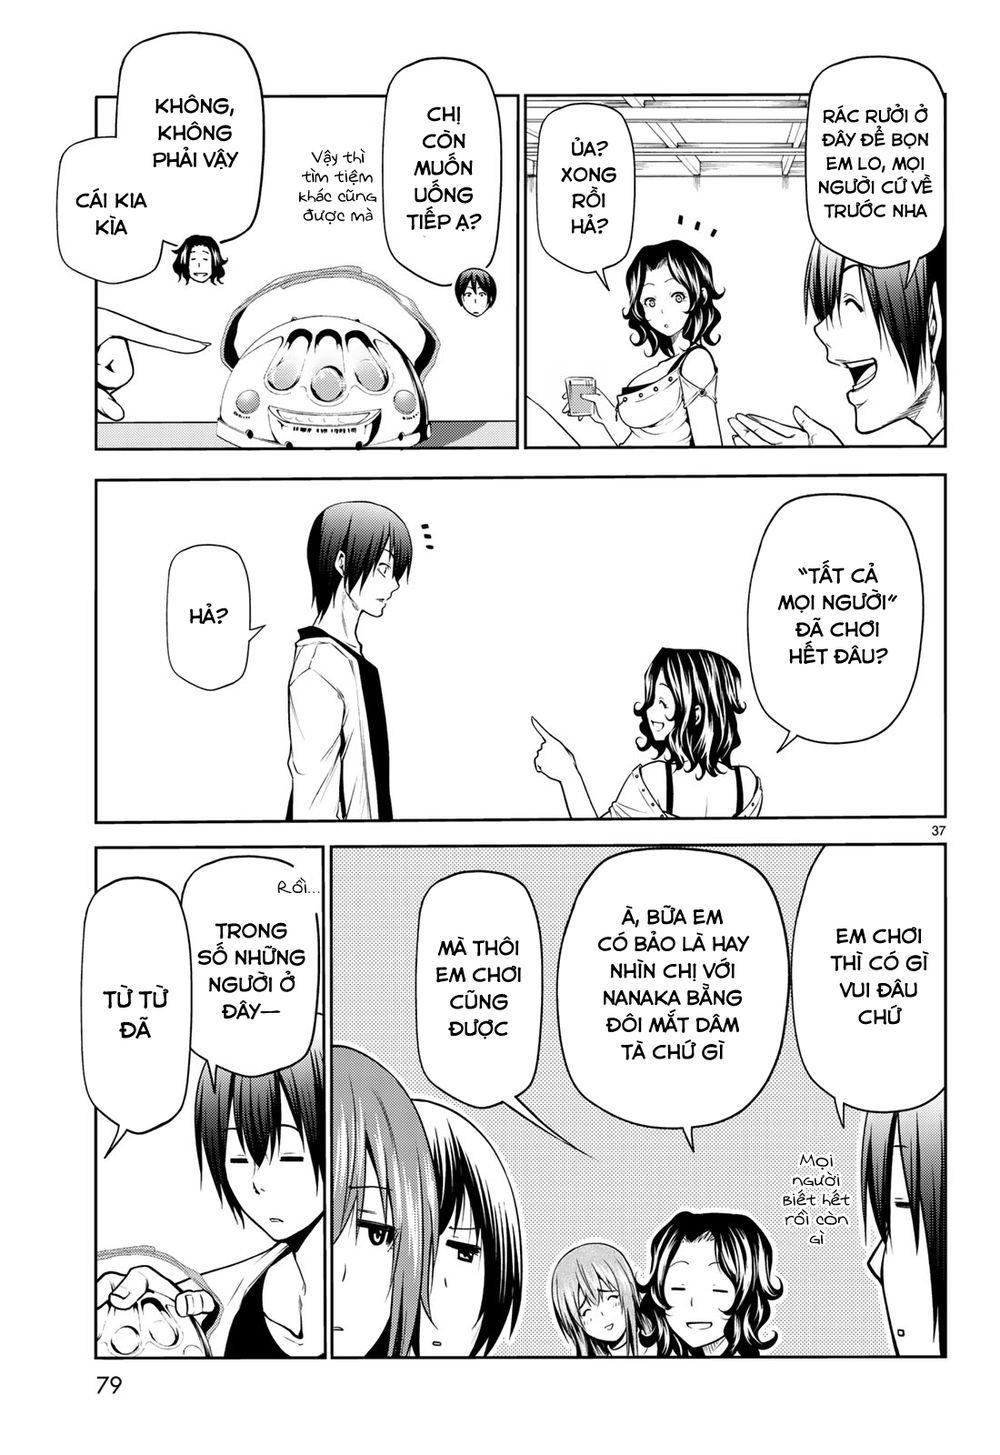 RÁC RƯỞI Ở
ĐÂY ĐỂ BỌN
EM LO, MỌI
NGƯỜI CỨ VỀ
TRƯỚC NHA
ỦA?
XONG
RỒI
HẢ?
CHỊ
CÒN
MUỐN
UỐNG
TIẾP Ạ?
Vậy thì
tìm tiệm
khác cũng
được mà
KHÔNG,
KHÔNG
PHẢI VẬY
CÁI KIA
KÌA
“TẤT CẢ
MỌI NGƯỜI”
ĐÃ CHƠI
HẾT ĐÂU?
HẢ?
37
EM CHƠI
THÌ CÓ GÌ
VUI ĐÂU
CHỨ
Mọi
người
biết hết
rồi còn
gì
À, BỮA EM
CÓ BẢO LÀ HAY
NHÌN CHỊ VỚI
NANAKA BẰNG
ĐÔI MẮT DÂM
TÀ CHỨ GÌ
MÀ THÔI
EM CHƠI
CŨNG
ĐƯỢC
Rồi...
TRONG
SỐ NHỮNG
NGƯỜI Ở
ĐÂY—
TỪ TỪ
ĐÃ
79